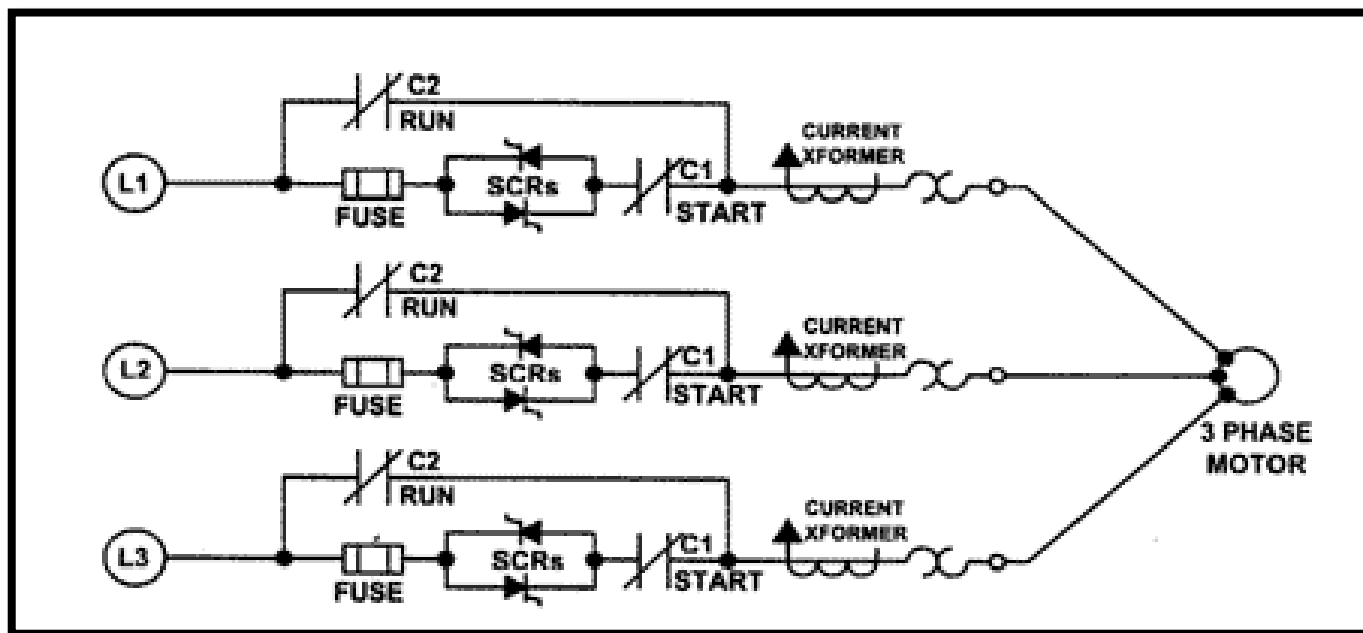 C2
RUN
CURRENT
XFORMER
L1
SCRs
C1
FUSE
START
C2
RUN
CURRENT
XFORMER
L2
SCRs
C1
FUSE
START
3 PHASE
MOTOR
C2
RUN
CURRENT
XFORMER
L3
SCRs
C1
FUSE
START